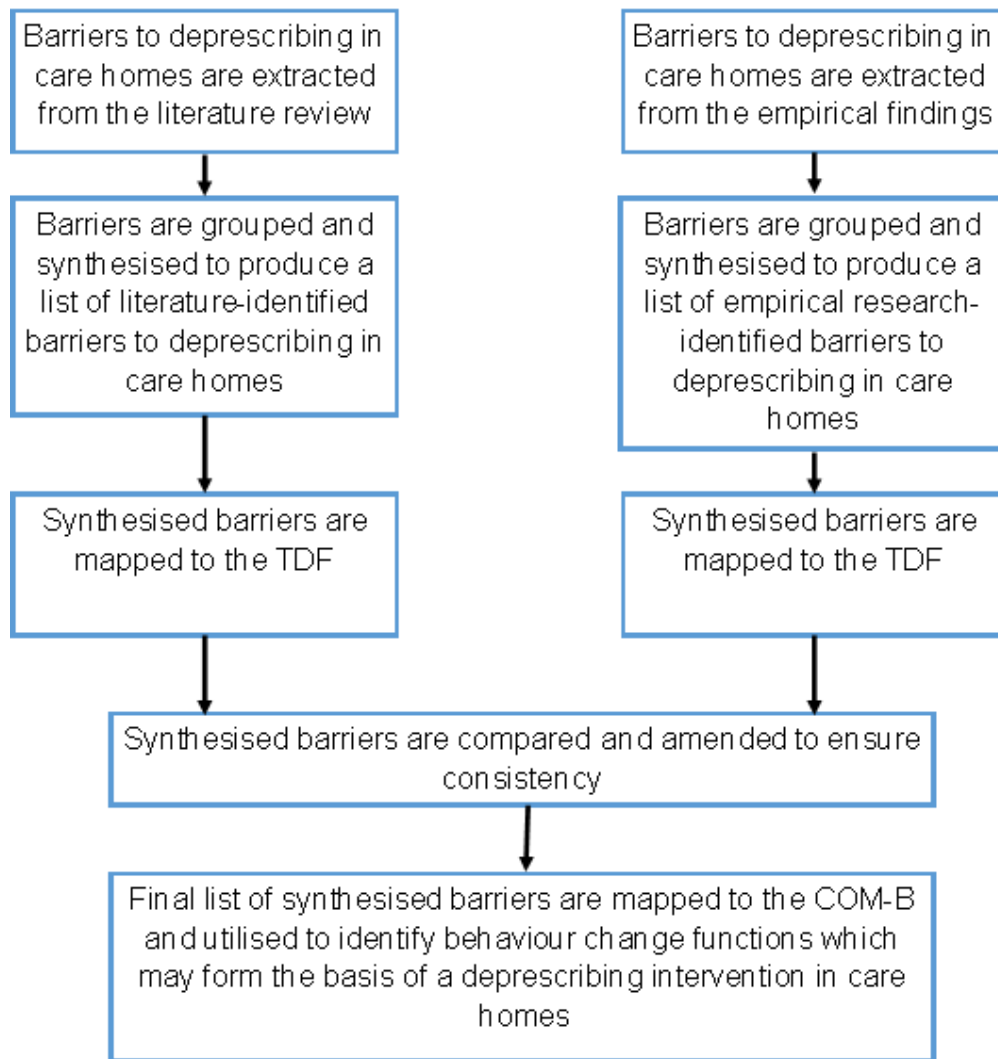 Barriers to deprescribing in
care homes are extracted
from the literature review
Barriers to deprescribing in
care homes are extracted
from the empirical findings
Barriers are grouped and
synthesised to produce a
list of literature-identified
barriers to deprescribing in
care homes
Barriers are grouped and
synthesised to produce a
list of empirical research-
identified barriers to
deprescribing in care
homes
Synthesised barriers are
mapped to the TDF
Synthesised barriers are
mapped to the TDF
Synthesised barriers are compared and amended to ensure
consistency
Final list of synthesised barriers are mapped to the COM-B
and utilised to identify behaviour change functions which
may form the basis of a deprescribing intervention in care
homes